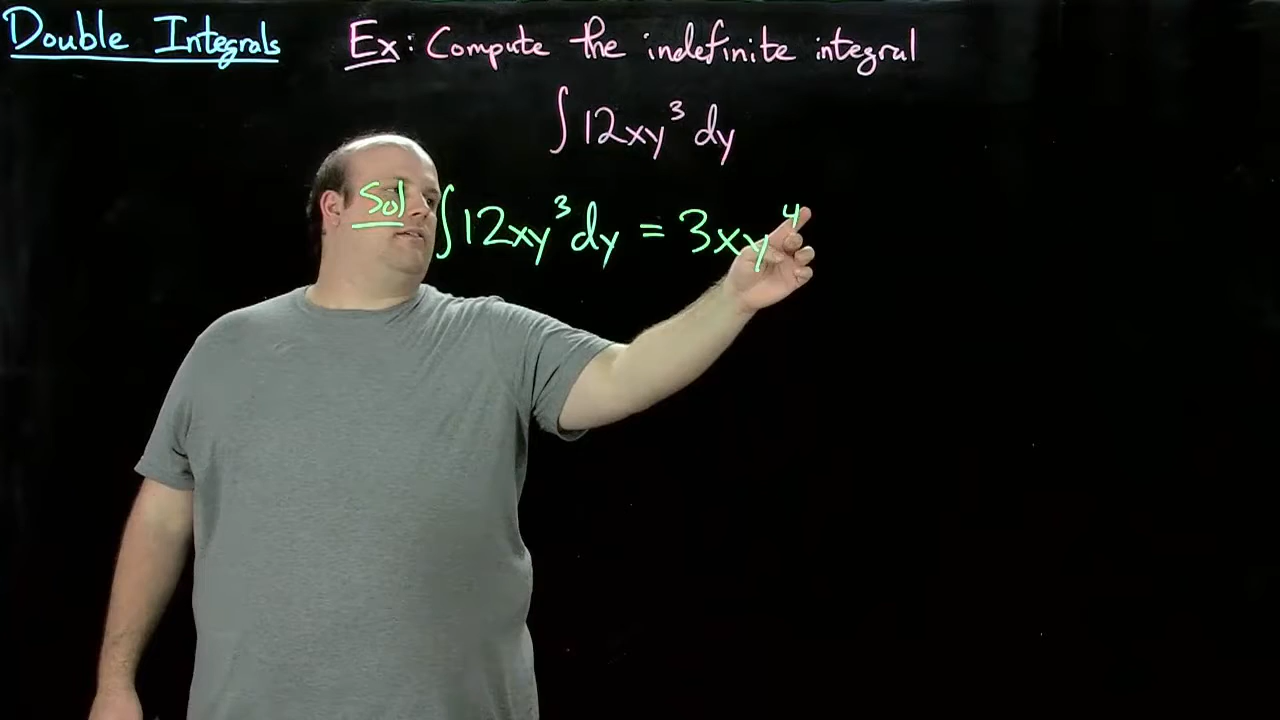 Double Integrals Ex: Compute the indefinite integral
∫ 12xy³ dy
Sol ∫ 12xy³ dy = 3xy⁴